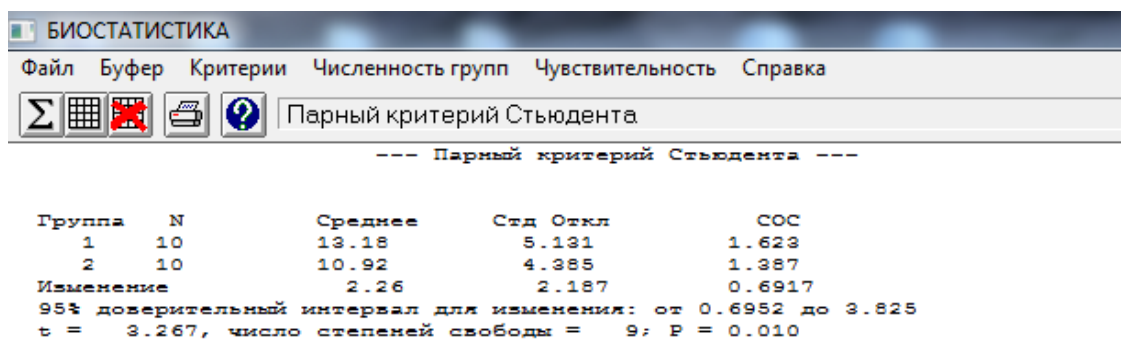 БИОСТАТИСТИКА
Файл Буфер Критерии Численность групп Чувствительность Справка
Парный критерий Стьюдента
--- Парный критерий Стьюдента ---
Группа N Среднее Стд Откл СОС
1 10 13.18 5.131 1.623
2 10 10.92 4.385 1.387
Изменение 2.26 2.187 0.6917
95% доверительный интервал для изменения: от 0.6952 до 3.825
t = 3.267, число степеней свободы = 9; P = 0.010